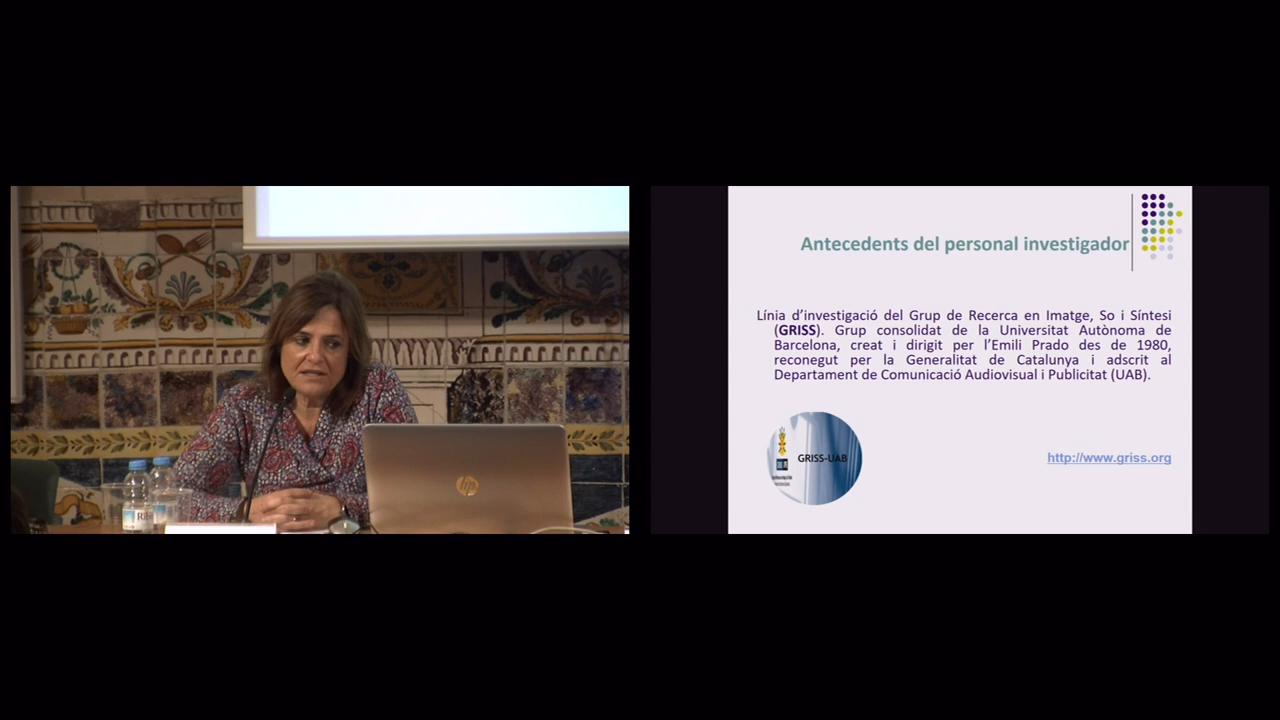 hp
Antecedents del personal investigador
Línia d’investigació del Grup de Recerca en Imatge, So i Síntesi
(GRISS). Grup consolidat de la Universitat Autònoma de
Barcelona, creat i dirigit per l’Emili Prado des de 1980,
reconegut per la Generalitat de Catalunya i adscrit al
Departament de Comunicació Audiovisual i Publicitat (UAB).
GRISS-UAB
http://www.griss.org